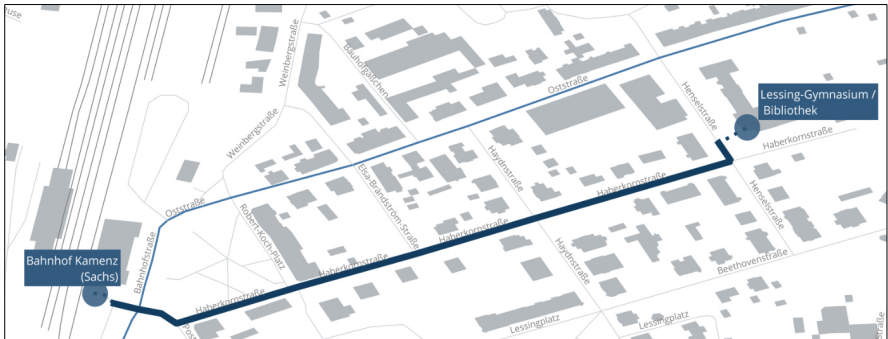 Weinbergstraße
Bauhofgäßchen
Oststraße
Henselstraße
Lessing-Gymnasium /
Bibliothek
Weinbergstraße
Haberkornstraße
Haydnstraße
Elsa-Brändström-Straße
Haberkornstraße
Henselstraße
Oststraße
Robert-Koch-Platz
Haberkornstraße
Haydnstraße
Bahnhofstraße
Beethovenstraße
Bahnhof Kamenz
(Sachs)
Haberkornstraße
Haberkornstraße
Lessingplatz
Lessingplatz
Post